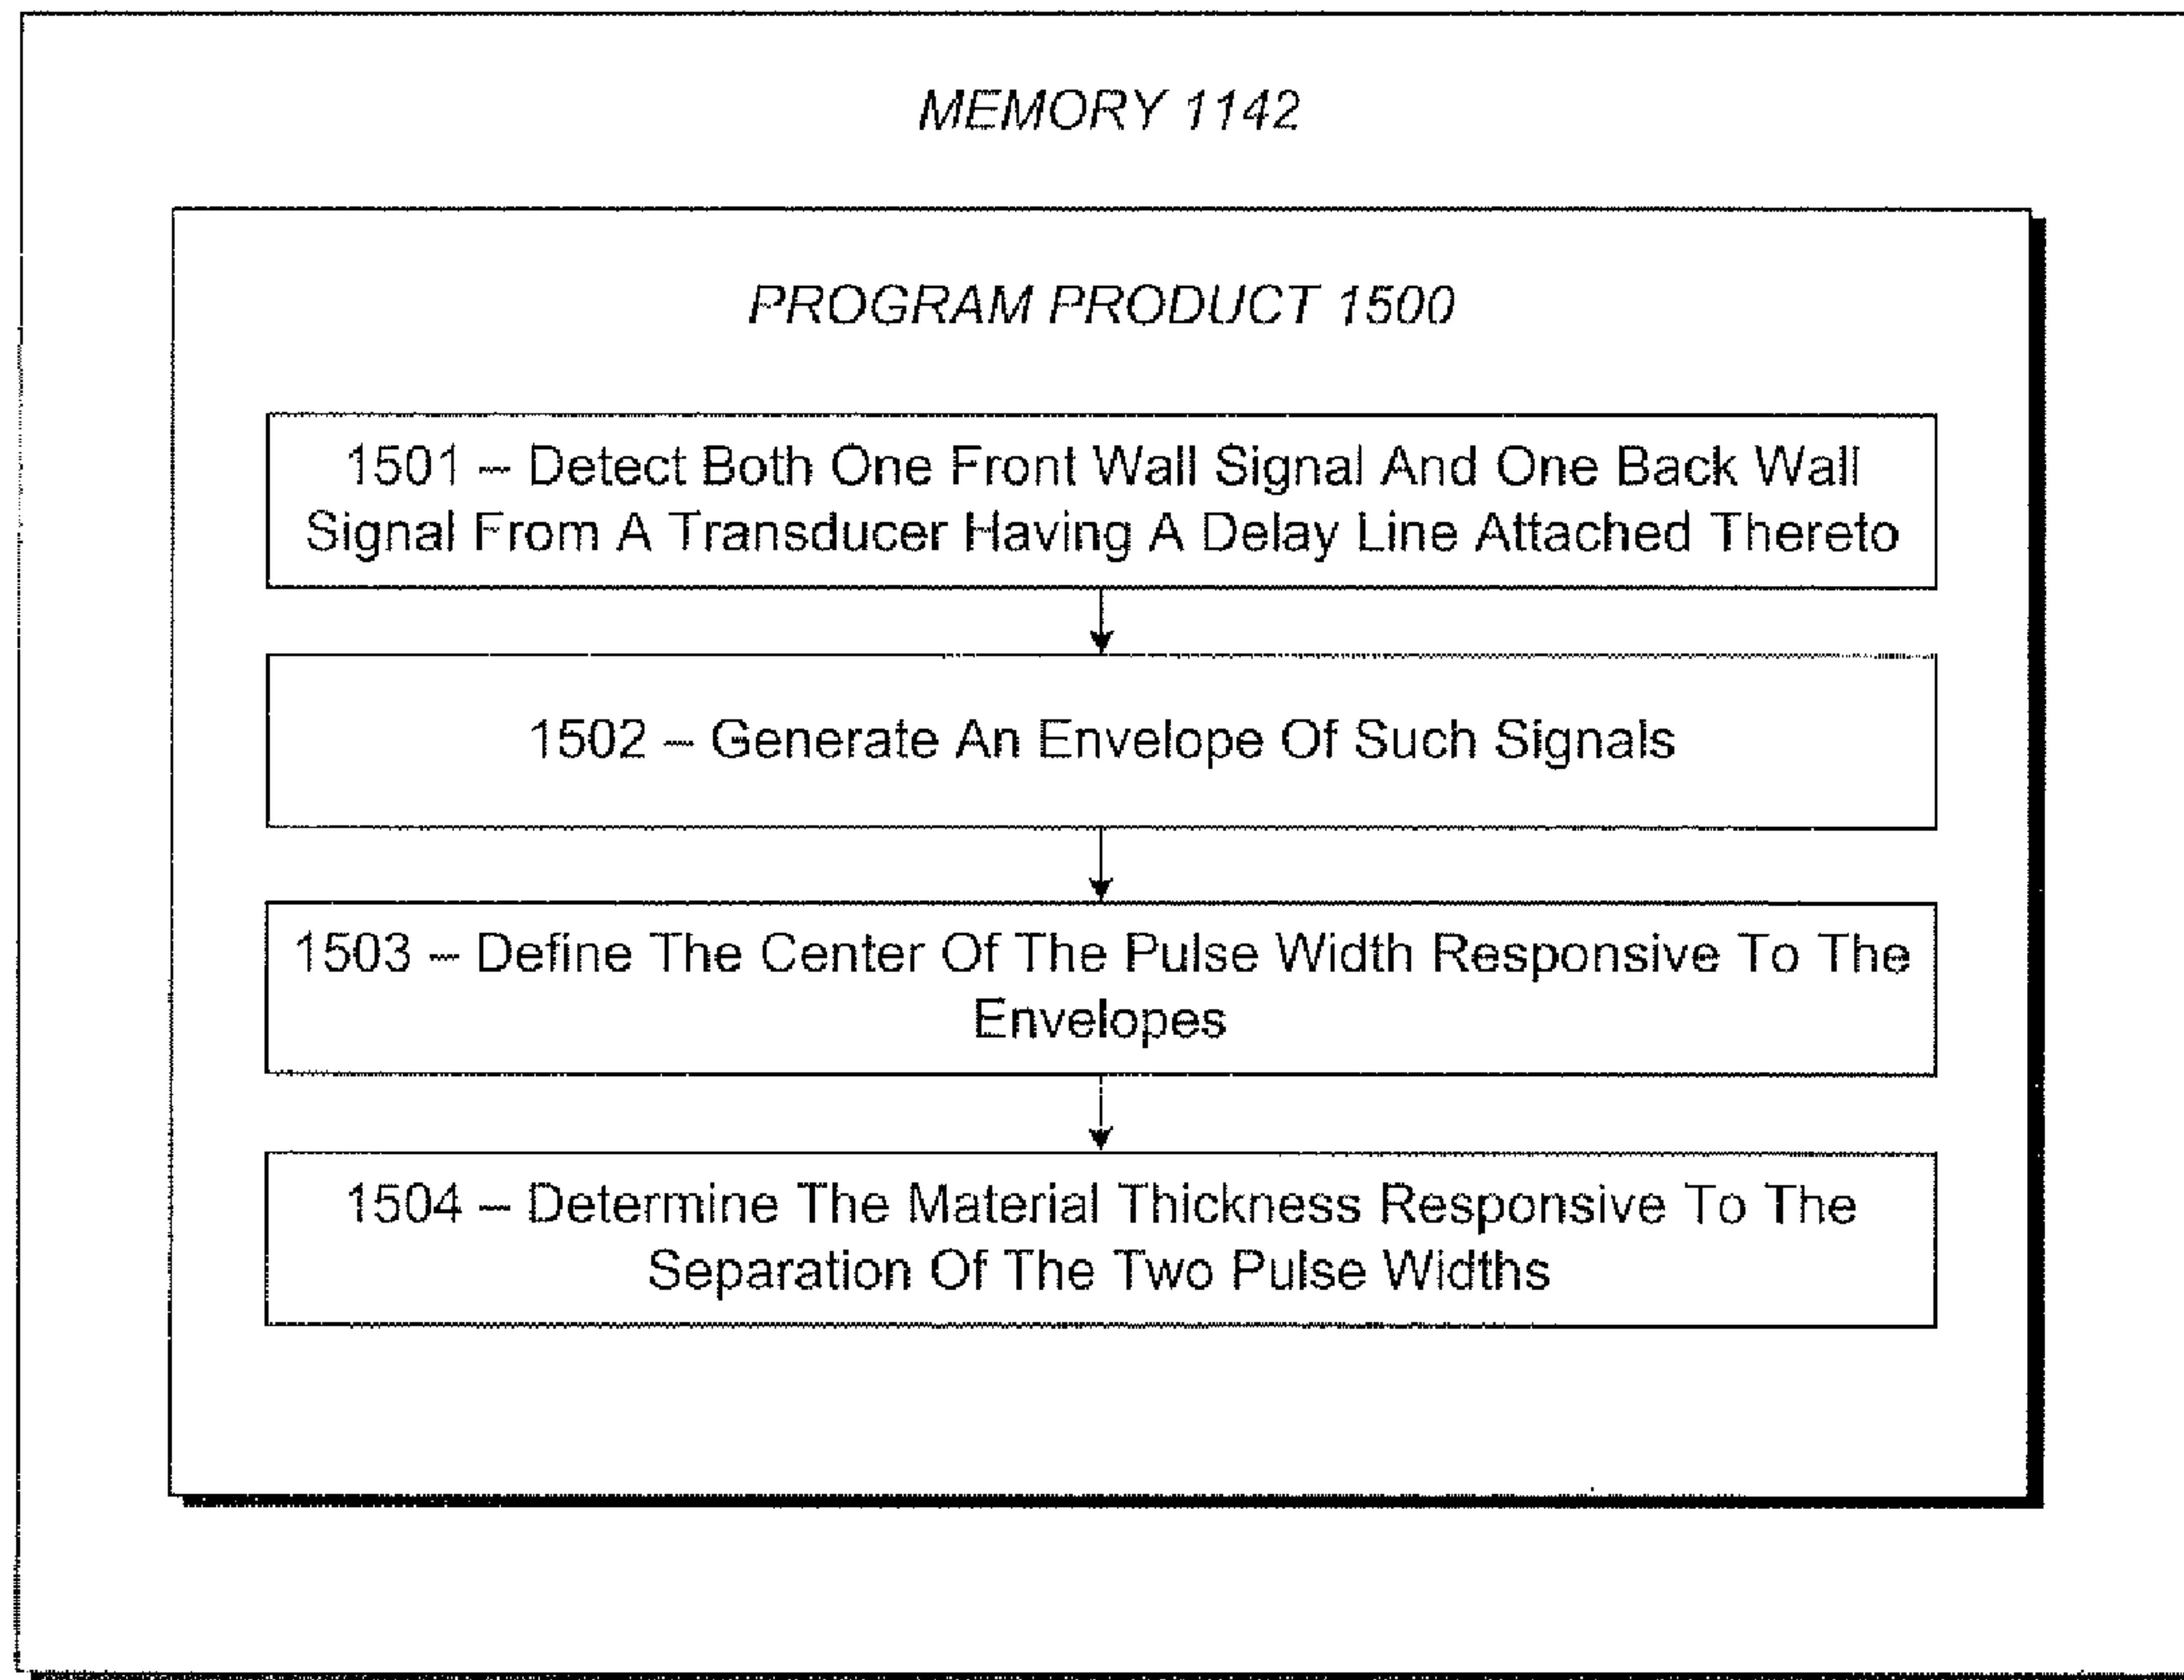 MEMORY 1142
PROGRAM PRODUCT 1500
1501 – Detect Both One Front Wall Signal And One Back Wall
Signal From A Transducer Having A Delay Line Attached Thereto
1502 – Generate An Envelope Of Such Signals
1503 – Define The Center Of The Pulse Width Responsive To The
Envelopes
1504 – Determine The Material Thickness Responsive To The
Separation Of The Two Pulse Widths